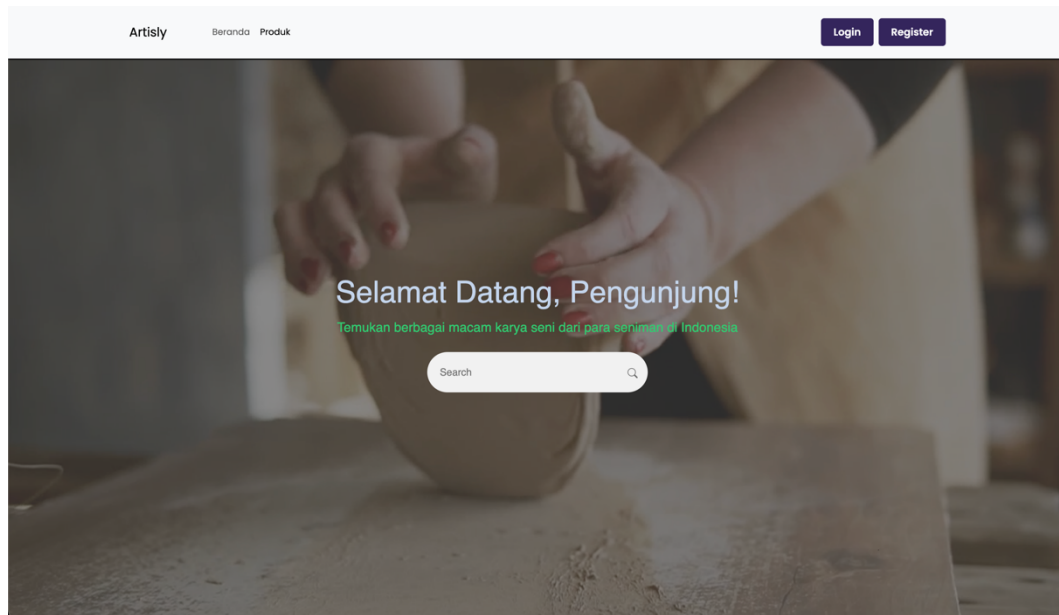 Artisly
Beranda Produk
Login Register
Selamat Datang, Pengunjung!
Temukan berbagai macam karya seni dari para seniman di Indonesia
Search